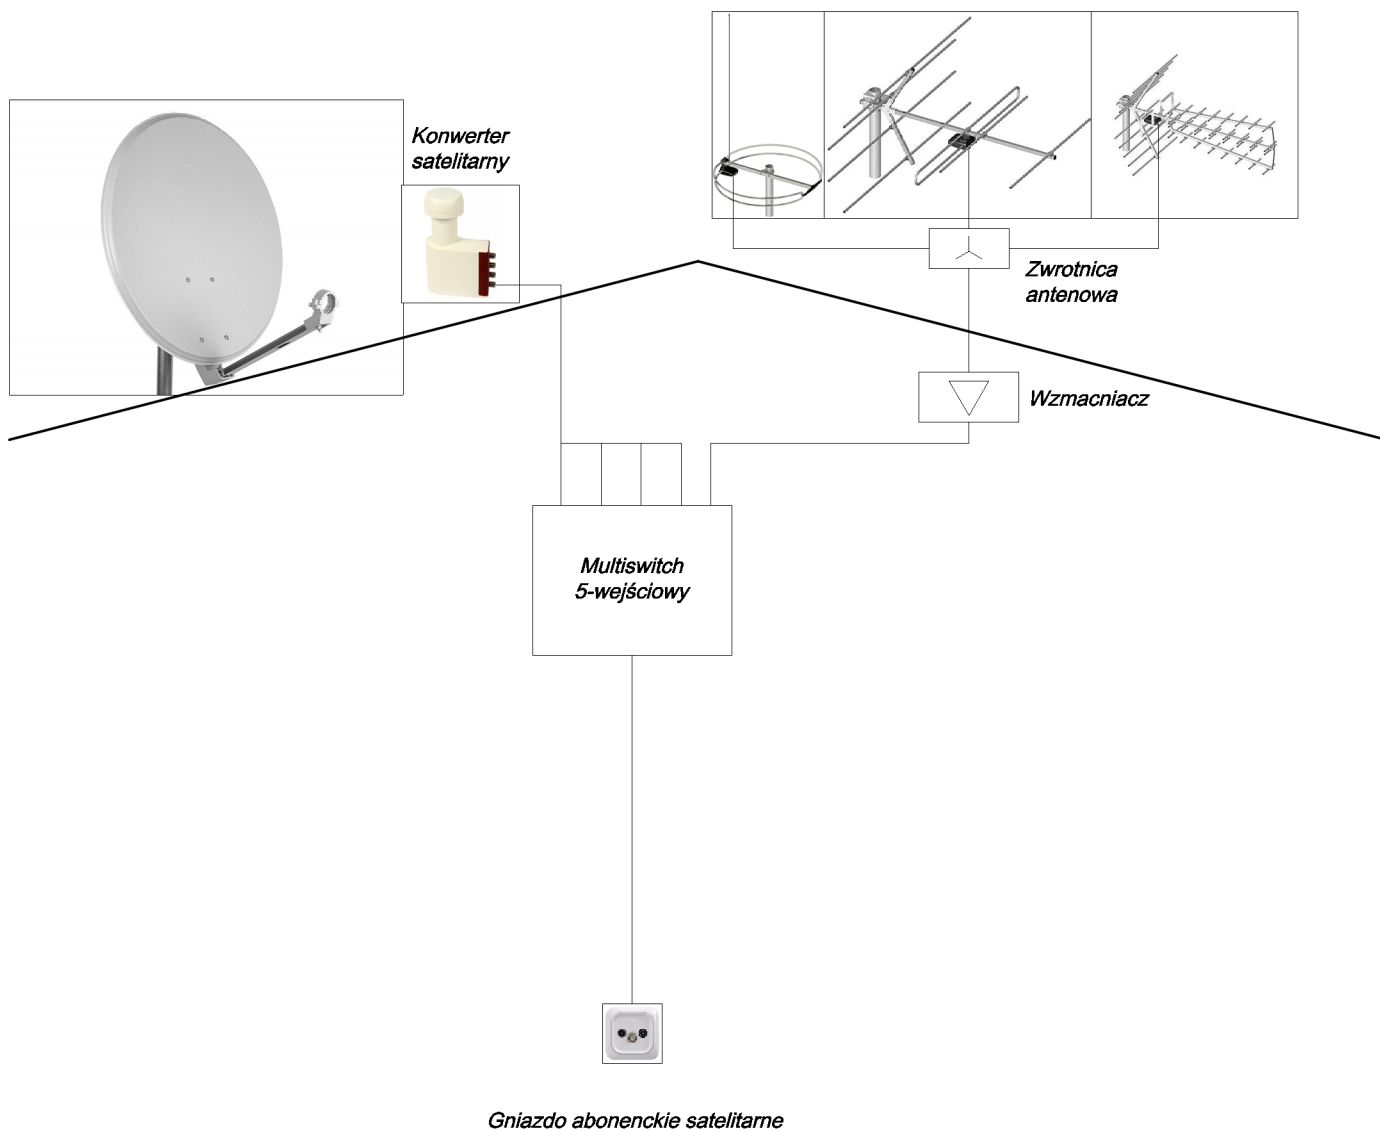 Konwerter
satelitarny
Zwrotnica
antenowa
Wzmacniacz
Multiswitch
5-wejściowy
Gniazdo abonenckie satelitarne